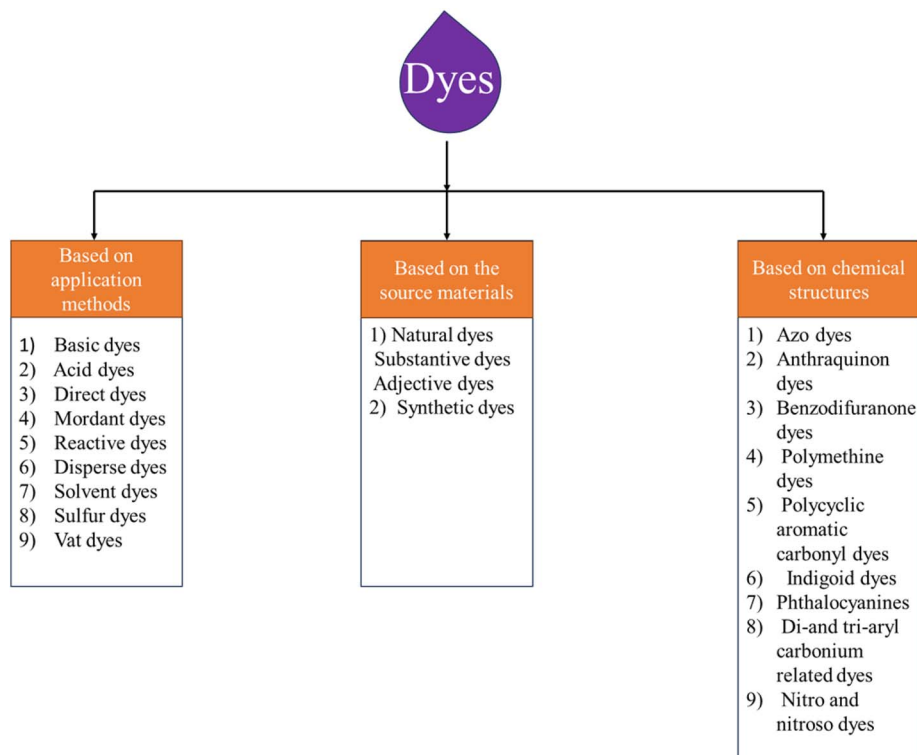 Dyes
Based on
application
methods
1) Basic dyes
2) Acid dyes
3) Direct dyes
4) Mordant dyes
5) Reactive dyes
6) Disperse dyes
7) Solvent dyes
8) Sulfur dyes
9) Vat dyes
Based on the
source materials
1) Natural dyes
Substantive dyes
Adjective dyes
2) Synthetic dyes
Based on chemical
structures
1) Azo dyes
2) Anthraquinon
dyes
3) Benzodifuranone
dyes
4) Polymethine
dyes
5) Polycyclic
aromatic
carbonyl dyes
6) Indigoid dyes
7) Phthalocyanines
8) Di-and tri-aryl
carbonium
related dyes
9) Nitro and
nitroso dyes